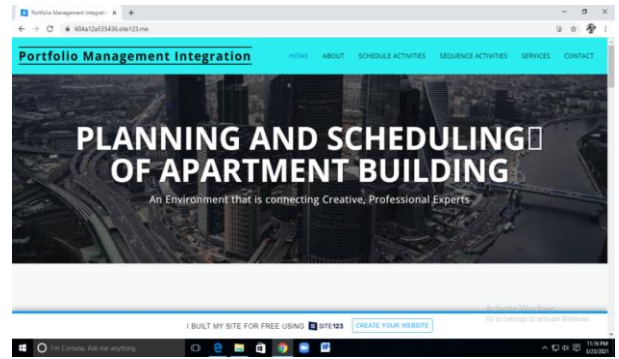 Portfolio Management Integrati
604a12a535436.site123.me
Portfolio Management Integration
HOME ABOUT SCHEDULE ACTIVITIES SEQUENCE ACTIVITIES SERVICES CONTACT
PLANNING AND SCHEDULING▯
OF APARTMENT BUILDING
An Environment that is connecting Creative, Professional Experts
Activate Windows
Go to Settings to activate Windows.
I BUILT MY SITE FOR FREE USING SITE123 CREATE YOUR WEBSITE
I'm Cortana. Ask me anything.
11:16 PM
3/23/2021